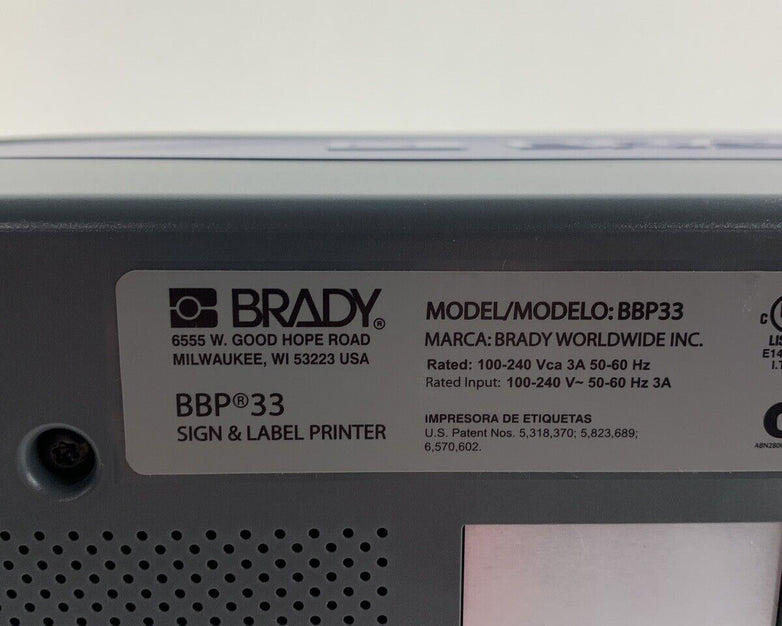 BRADY®
6555 W. GOOD HOPE ROAD
MILWAUKEE, WI 53223 USA
BBP®33
SIGN & LABEL PRINTER
MODEL/MODELO: BBP33
MARCA: BRADY WORLDWIDE INC.
Rated: 100-240 Vca 3A 50-60 Hz
Rated Input: 100-240 V~ 50-60 Hz 3A
IMPRESORA DE ETIQUETAS
U.S. Patent Nos. 5,318,370; 5,823,689;
6,570,602.
C